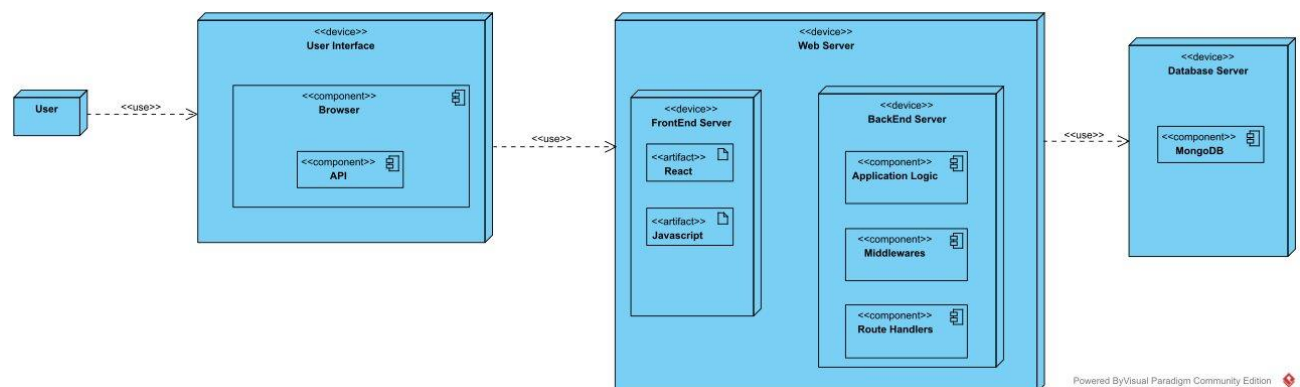 User
<<use>>
<<device>>
User Interface
<<component>>
Browser
<<component>>
API
<<use>>
<<device>>
Web Server
<<device>>
FrontEnd Server
<<artifact>>
React
<<artifact>>
Javascript
<<device>>
BackEnd Server
<<component>>
Application Logic
<<component>>
Middlewares
<<component>>
Route Handlers
<<use>>
<<device>>
Database Server
<<component>>
MongoDB
Powered ByVisual Paradigm Community Edition